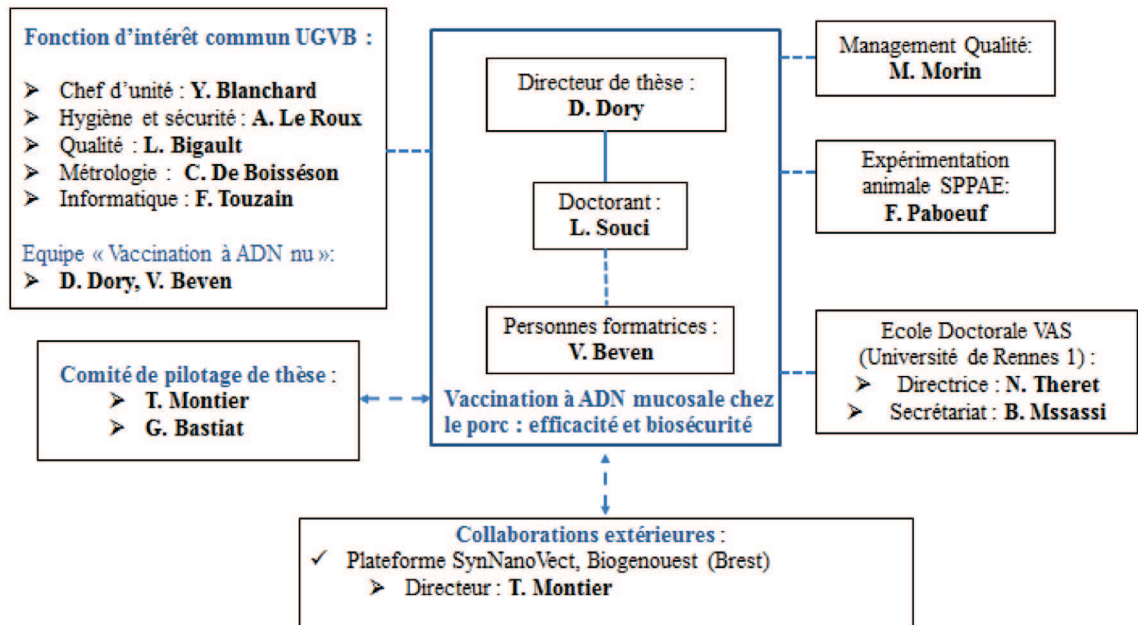 Fonction d'intérêt commun UGVB :
➤ Chef d'unité : Y. Blanchard
➤ Hygiène et sécurité : A. Le Roux
➤ Qualité : L. Bigault
➤ Métrologie : C. De Boisséson
➤ Informatique : F. Touzain
Equipe « Vaccination à ADN nu »:
➤ D. Dory, V. Beven
Comité de pilotage de thèse :
➤ T. Montier
➤ G. Bastiat
Directeur de thèse :
D. Dory
Doctorant :
L. Souci
Personnes formatrices :
V. Beven
Vaccination à ADN mucosale chez
le porc : efficacité et biosécurité
Management Qualité:
M. Morin
Expérimentation
animale SPPAE:
F. Paboeuf
Ecole Doctorale VAS
(Université de Rennes 1) :
➤ Directrice : N. Theret
➤ Secrétariat : B. Mssassi
Collaborations extérieures :
✓ Plateforme SynNanoVect, Biogenouest (Brest)
➤ Directeur : T. Montier